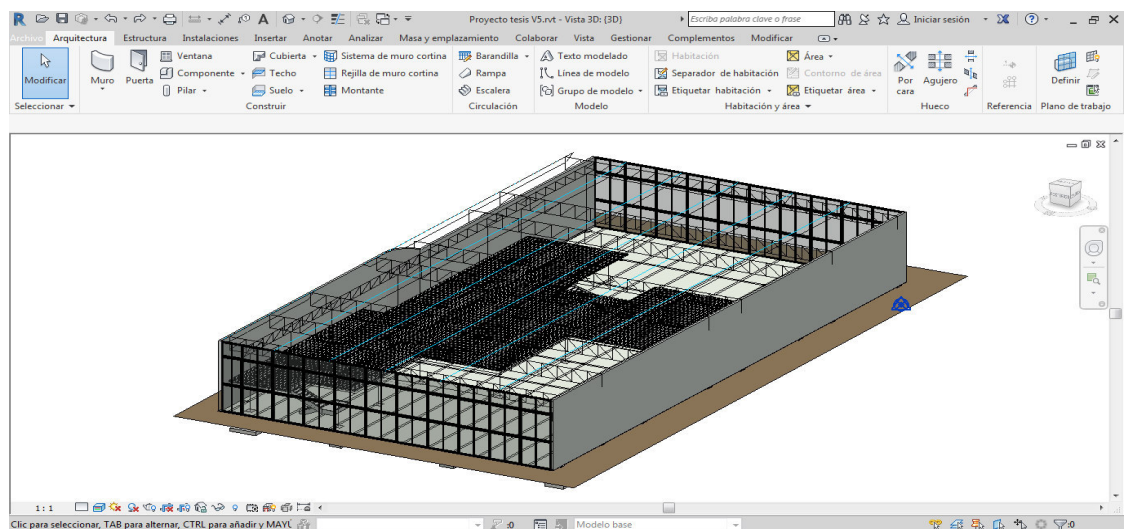 Proyecto tesis V5.rvt - Vista 3D: {3D}
Escriba palabra clave o frase
Iniciar sesión
Archivo Arquitectura Estructura Instalaciones Insertar Anotar Analizar Masa y emplazamiento Colaborar Vista Gestionar Complementos Modificar
Ventana Cubierta Sistema de muro cortina Barandilla Texto modelado Habitación Área
Modificar Muro Puerta Componente Techo Rejilla de muro cortina Rampa Línea de modelo Separador de habitación Contorno de área Por cara Agujero Definir
Pilar Suelo Montante Escalera Grupo de modelo Etiquetar habitación Etiquetar área
Seleccionar Construir Circulación Modelo Habitación y área Hueco Referencia Plano de trabajo
1:1
Clic para seleccionar, TAB para alternar, CTRL para añadir y MAYÚ :0 Modelo base :0